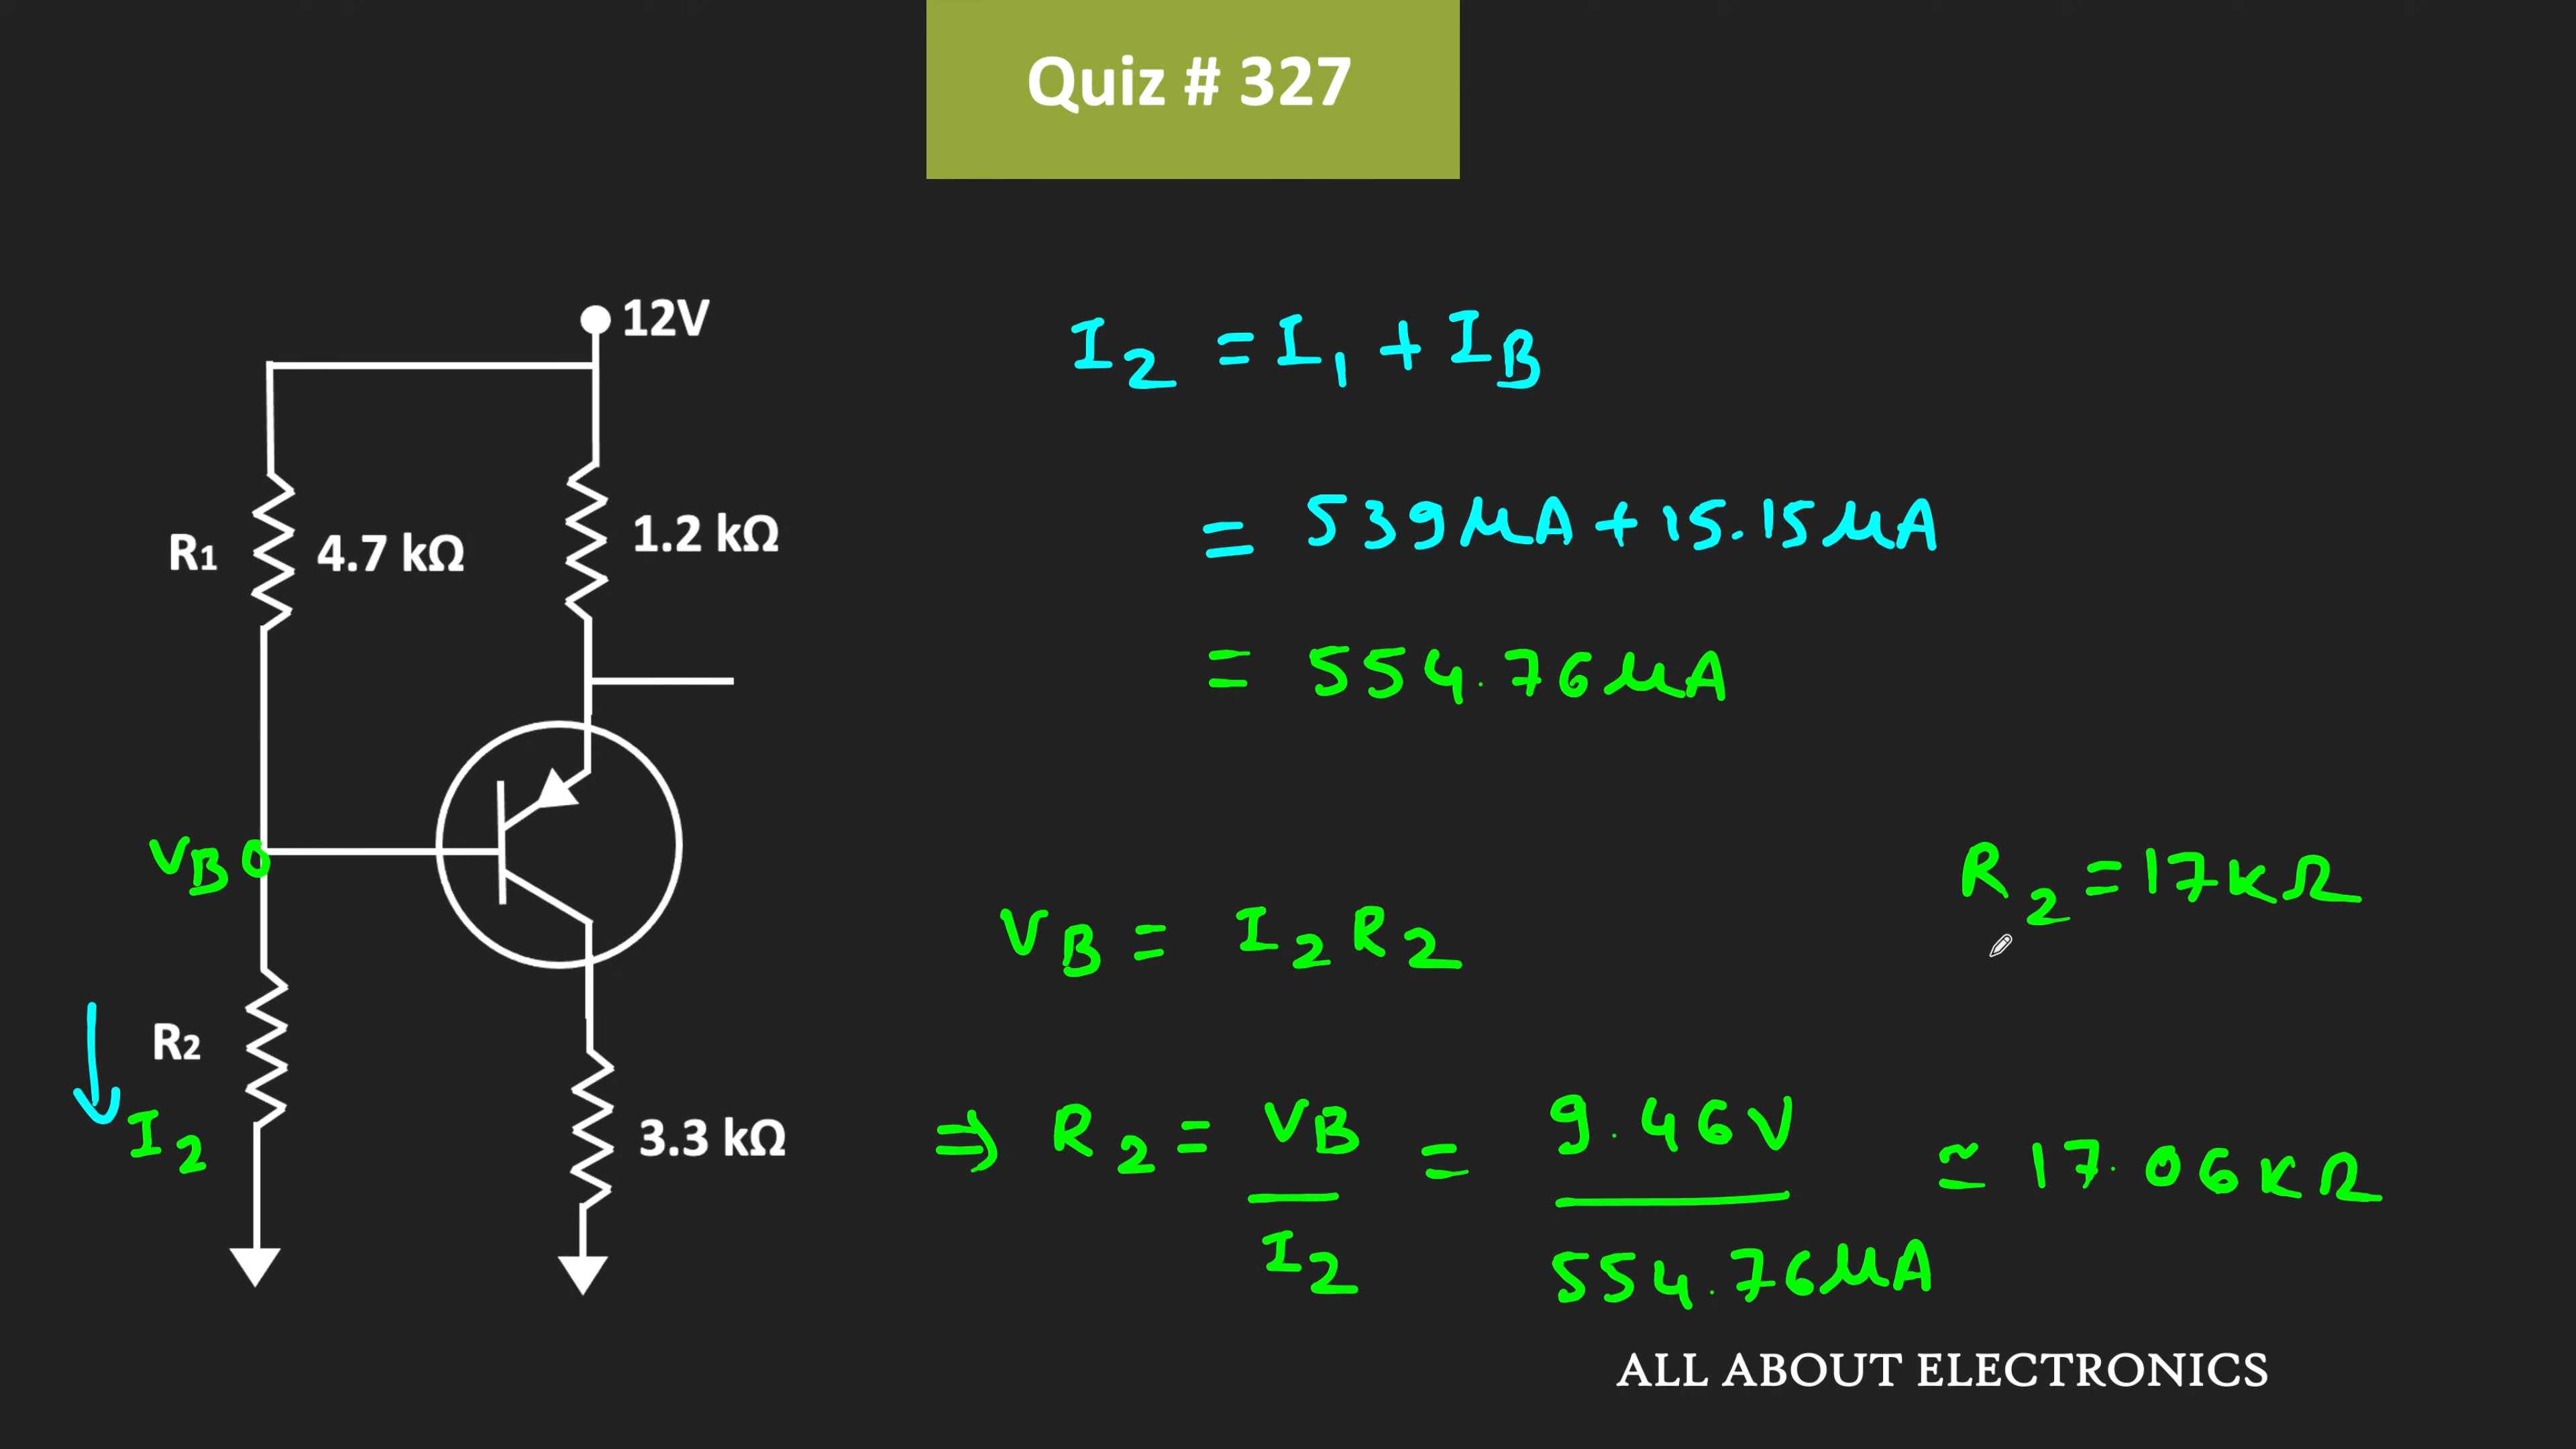 Quiz # 327
12V
R1
4.7 kΩ
1.2 kΩ
VB
R2
I2
3.3 kΩ
I2 = I1 + IB
= 539μA + 15.15μA
= 554.76μA
VB = I2 R2
R2 = 17KΩ
⇒ R2 = VB / I2 = 9.46V / 554.76μA ≃ 17.06KΩ
ALL ABOUT ELECTRONICS